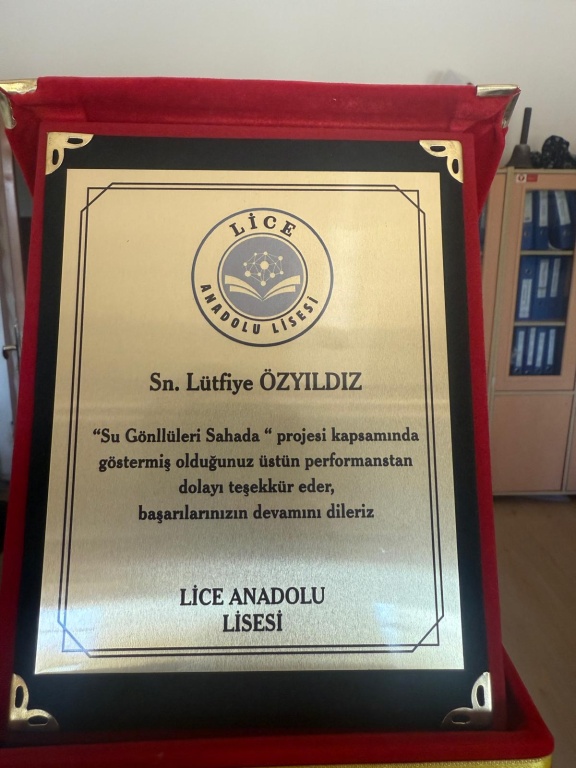 LİCE
ANADOLU LİSESİ
Sn. Lütfiye ÖZYILDIZ
“Su Gönllüleri Sahada “ projesi kapsamında
göstermiş olduğunuz üstün performanstan
dolayı teşekkür eder,
başarılarınızın devamını dileriz
LİCE ANADOLU
LİSESİ